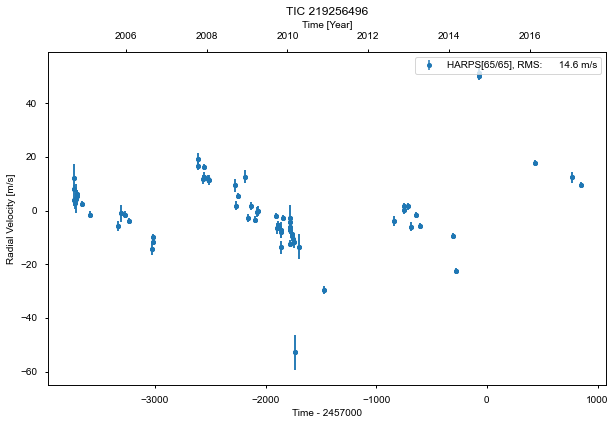 TIC 219256496
Time [Year]
2006 2008 2010 2012 2014 2016
HARPS[65/65], RMS: 14.6 m/s
Radial Velocity [m/s]
40
20
0
−20
−40
−60
−3000 −2000 −1000 0 1000
Time - 2457000